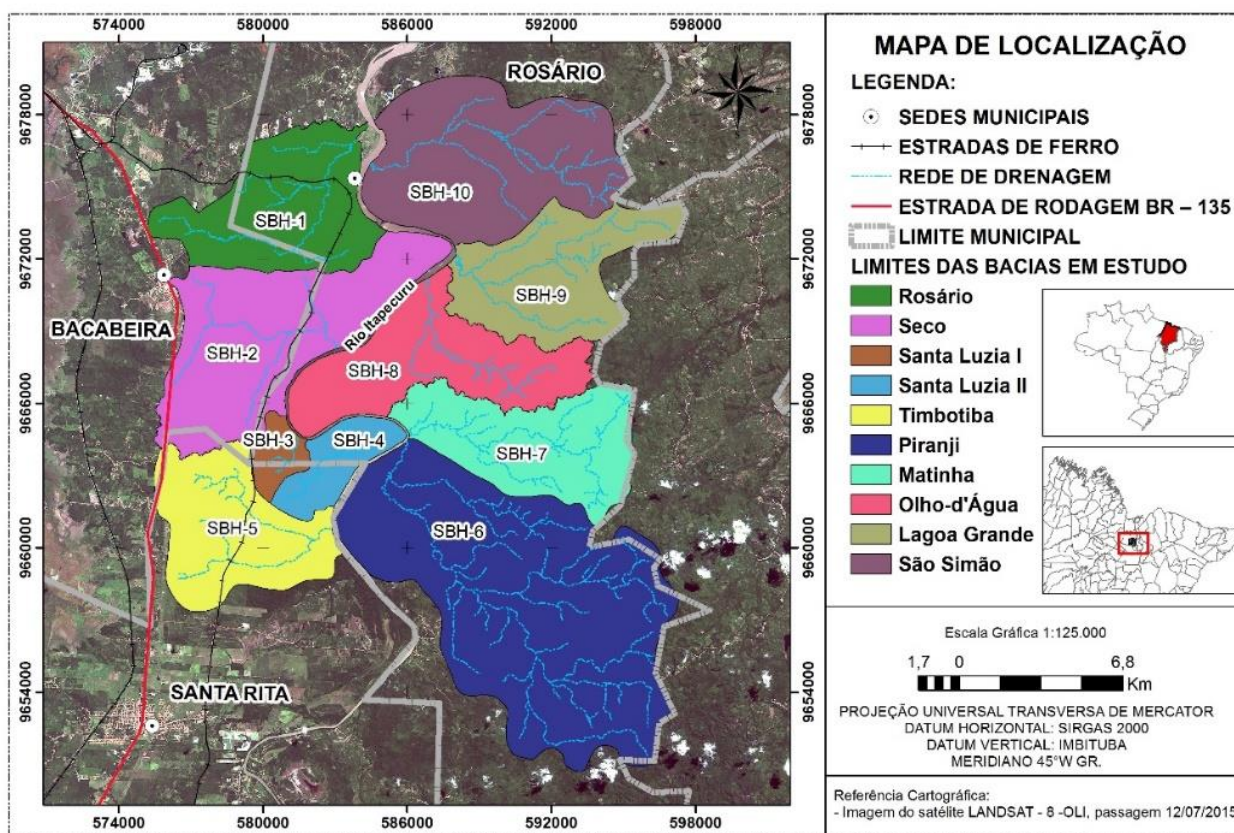 574000 580000 586000 592000 598000
9678000
9672000
9666000
9660000
9654000
ROSÁRIO
SBH-10
SBH-1
SBH-9
Rio Itapecuru
BACABEIRA
SBH-2
SBH-8
SBH-3
SBH-4
SBH-7
SBH-5
SBH-6
SANTA RITA
9678000
9672000
9666000
9660000
9654000
574000 580000 586000 592000 598000
MAPA DE LOCALIZAÇÃO
LEGENDA:
SEDES MUNICIPAIS
ESTRADAS DE FERRO
REDE DE DRENAGEM
ESTRADA DE RODAGEM BR – 135
LIMITE MUNICIPAL
LIMITES DAS BACIAS EM ESTUDO
Rosário
Seco
Santa Luzia I
Santa Luzia II
Timbotiba
Piranji
Matinha
Olho-d'Água
Lagoa Grande
São Simão
Escala Gráfica 1:125.000
1,7 0 6,8
Km
PROJEÇÃO UNIVERSAL TRANSVERSA DE MERCATOR
DATUM HORIZONTAL: SIRGAS 2000
DATUM VERTICAL: IMBITUBA
MERIDIANO 45°W GR.
Referência Cartográfica:
- Imagem do satélite LANDSAT - 8 -OLI, passagem 12/07/2015